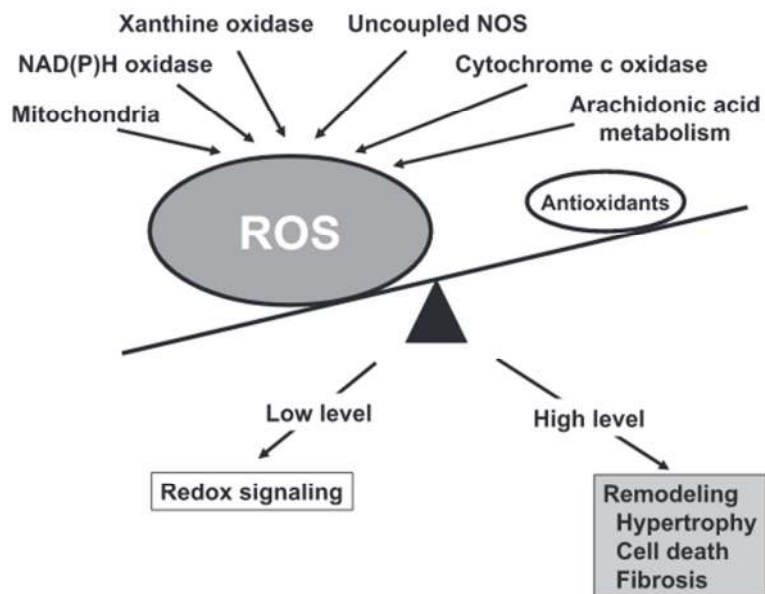 Xanthine oxidase
Uncoupled NOS
NAD(P)H oxidase
Cytochrome c oxidase
Mitochondria
Arachidonic acid
metabolism
Antioxidants
ROS
Low level
High level
Redox signaling
Remodeling
Hypertrophy
Cell death
Fibrosis